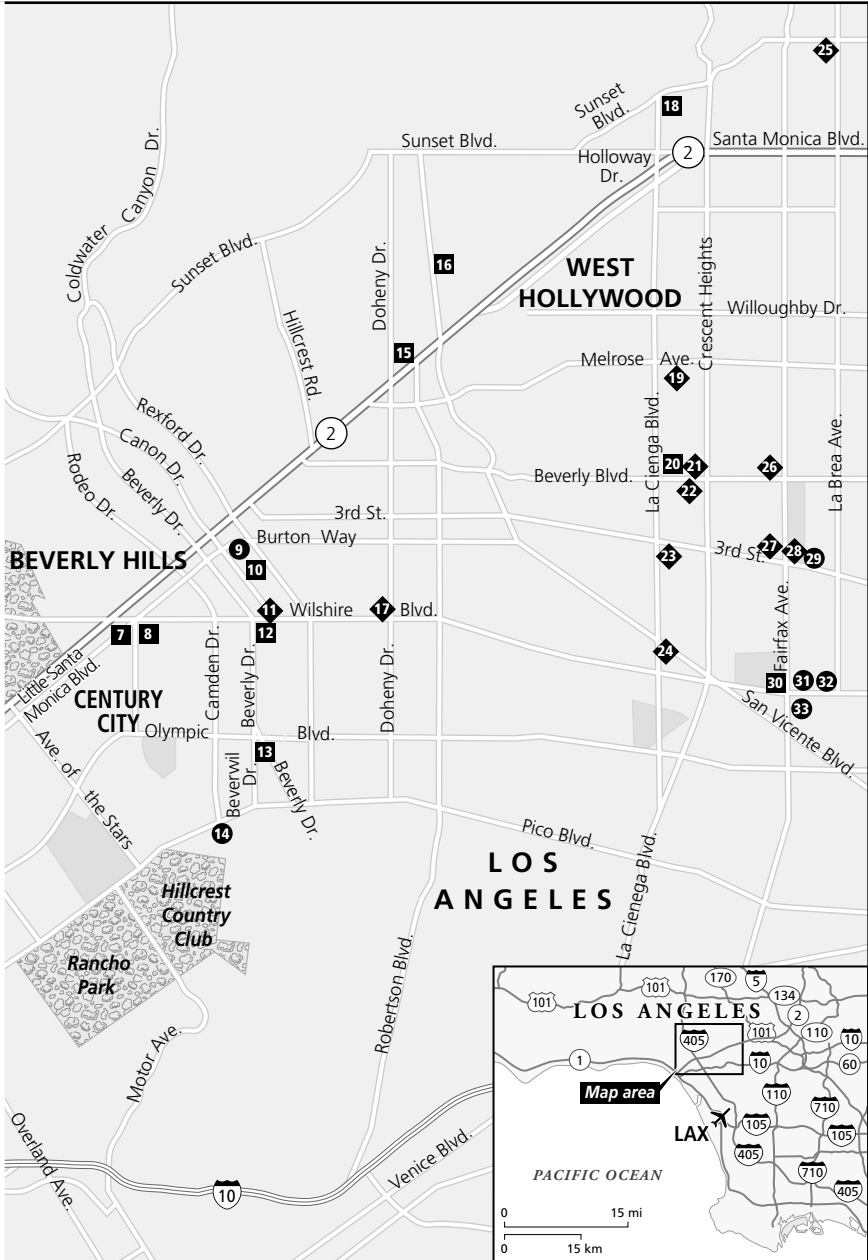 25
Sunset
Blvd.
18
Sunset Blvd.
Holloway
Dr.
2
Santa Monica Blvd.
Coldwater Canyon Dr.
Sunset Blvd.
Hillcrest Rd.
Doheny Dr.
16
WEST
HOLLYWOOD
Crescent Heights
Willoughby Dr.
15
Melrose Ave.
19
2
Rexford Dr.
Canon Dr.
Beverly Dr.
Rodeo Dr.
La Cienga Blvd.
La Brea Ave.
20
21
26
Beverly Blvd.
22
3rd St.
Burton Way
9
10
BEVERLY HILLS
23
3rd St.
27
28
29
11
Wilshire
17
Blvd.
7
8
12
24
Fairfax Ave.
Little Santa
Monica Blvd.
CENTURY
CITY
Camden Dr.
Beverly Dr.
Doheny Dr.
30
31
32
33
San Vicente Blvd.
Olympic Blvd.
13
Ave. of
the Stars
Beverwil
Dr.
Beverly Dr.
14
Pico Blvd.
LOS
ANGELES
La Cienega Blvd.
Hillcrest
Country
Club
Rancho
Park
Robertson Blvd.
Motor Ave.
Overland Ave.
Venice Blvd.
10
170
5
101
101
134
LOS ANGELES
2
405
101
110
10
1
10
60
Map area
110
710
LAX
105
105
405
710
PACIFIC OCEAN
405
0
15 mi
0
15 km